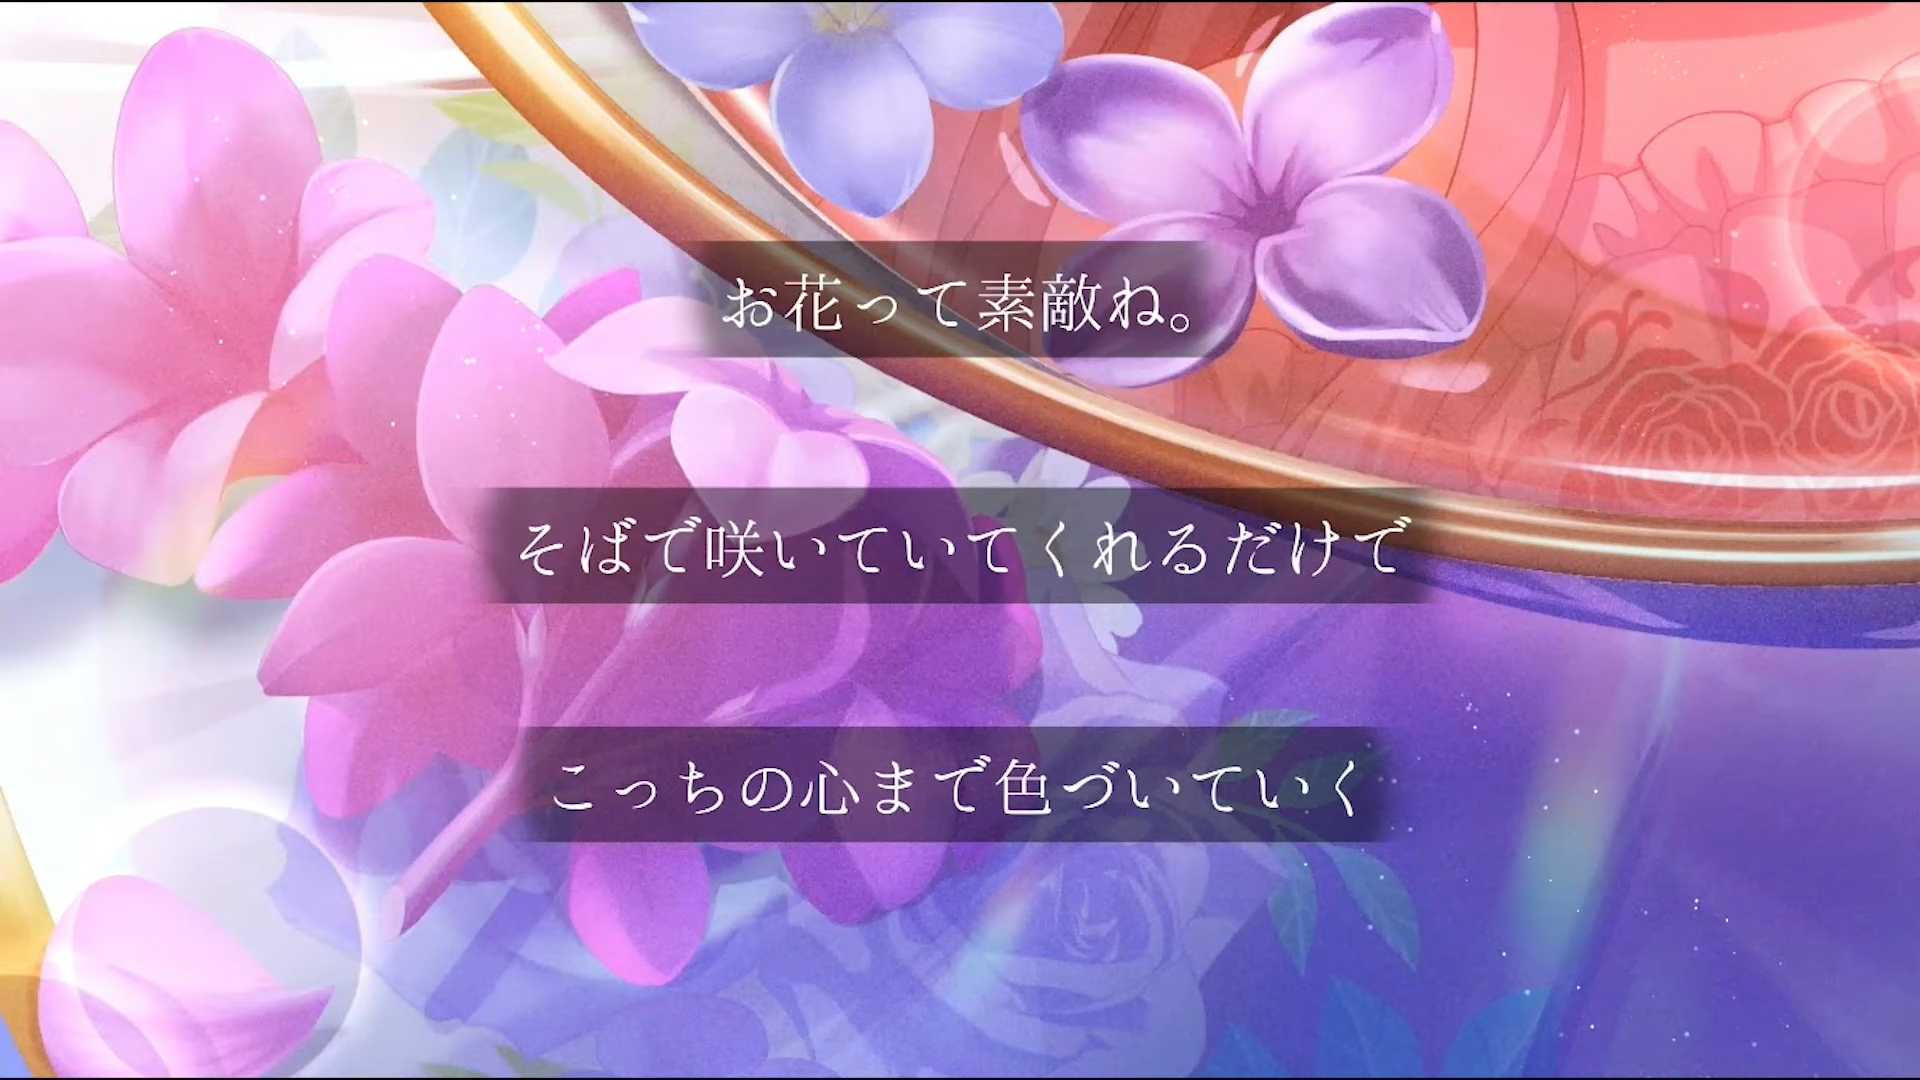 お花って素敵ね。
そばで咲いていてくれるだけで
こっちの心まで色づいていく